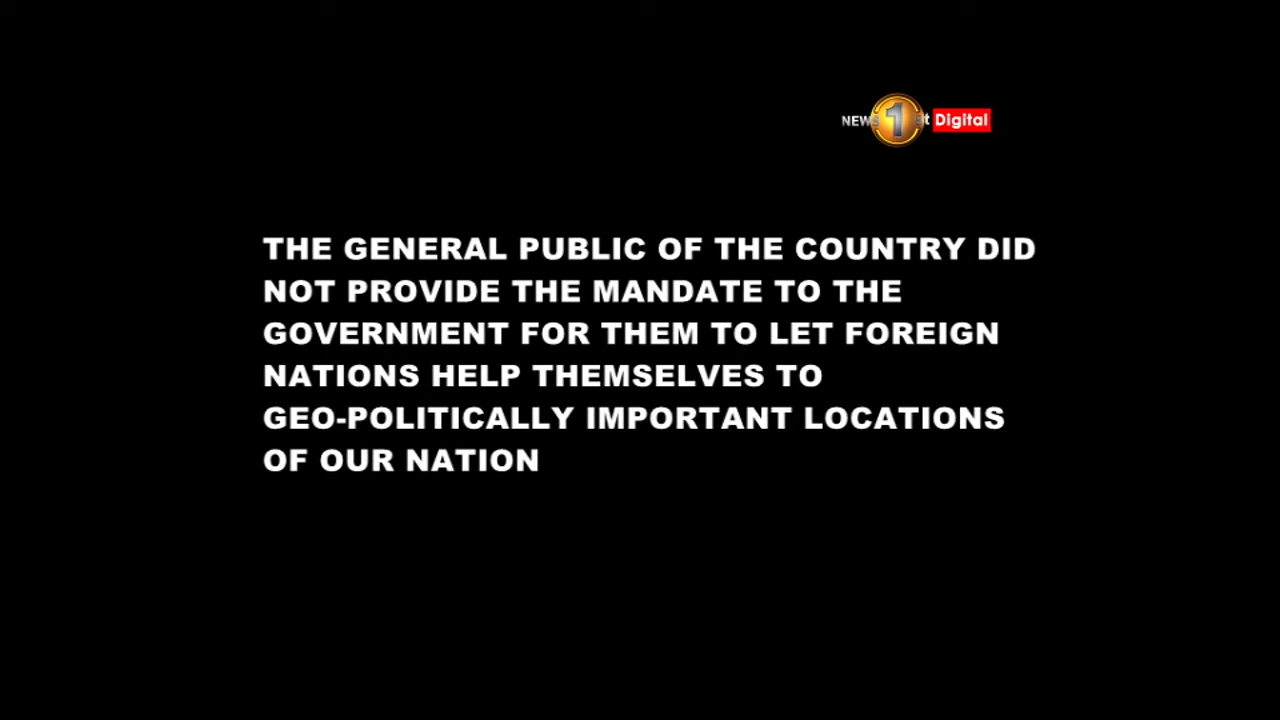 NEWS 1st Digital
THE GENERAL PUBLIC OF THE COUNTRY DID
NOT PROVIDE THE MANDATE TO THE
GOVERNMENT FOR THEM TO LET FOREIGN
NATIONS HELP THEMSELVES TO
GEO-POLITICALLY IMPORTANT LOCATIONS
OF OUR NATION